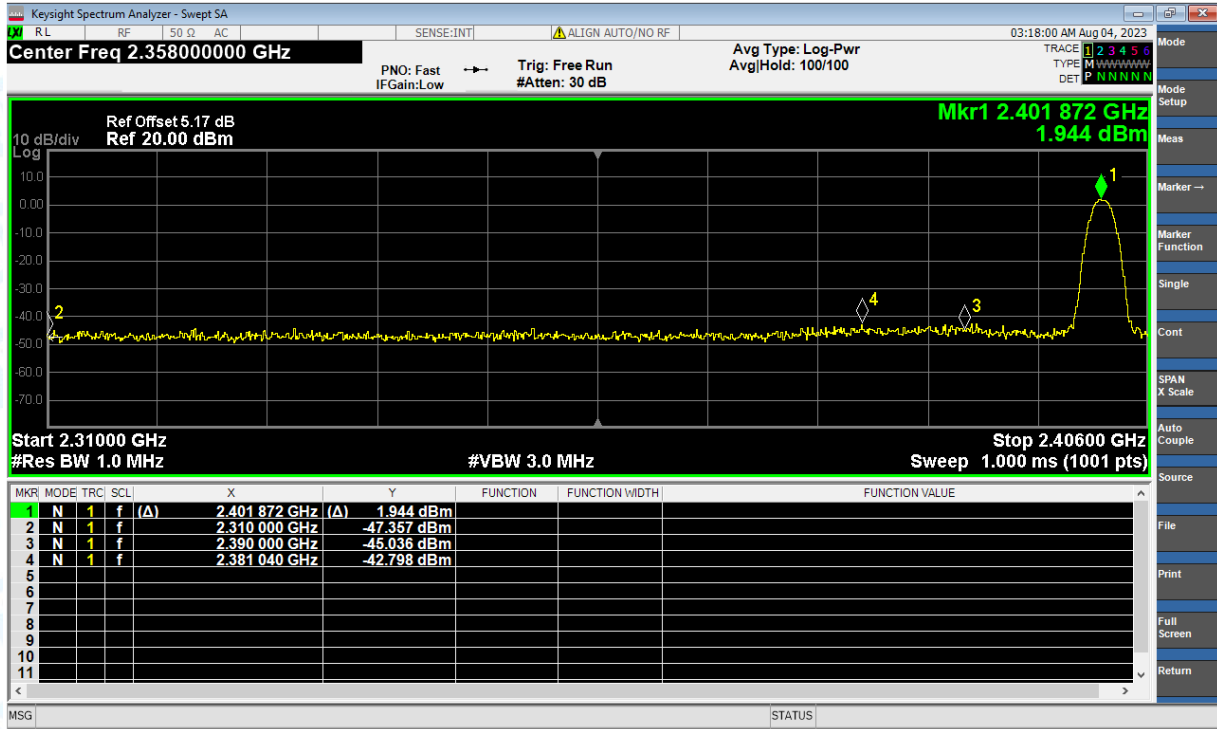 Keysight Spectrum Analyzer - Swept SA
LXI RL RF 50 Ω AC SENSE:INT ALIGN AUTO/NO RF 03:18:00 AM Aug 04, 2023
Center Freq 2.358000000 GHz
PNO: Fast
IFGain:Low
Trig: Free Run
#Atten: 30 dB
Avg Type: Log-Pwr
Avg|Hold: 100/100
TRACE 1 2 3 4 5 6
TYPE M WWWWW
DET P N N N N N
Mkr1 2.401 872 GHz
1.944 dBm
Ref Offset 5.17 dB
10 dB/div Ref 20.00 dBm
Log
10.0
0.00
-10.0
-20.0
-30.0
-40.0
-50.0
-60.0
-70.0
1
2
4
3
Start 2.31000 GHz Stop 2.40600 GHz
#Res BW 1.0 MHz #VBW 3.0 MHz Sweep 1.000 ms (1001 pts)
MKR MODE TRC SCL X Y FUNCTION FUNCTION WIDTH FUNCTION VALUE
1 N 1 f (Δ) 2.401 872 GHz (Δ) 1.944 dBm
2 N 1 f 2.310 000 GHz -47.357 dBm
3 N 1 f 2.390 000 GHz -45.036 dBm
4 N 1 f 2.381 040 GHz -42.798 dBm
5
6
7
8
9
10
11
MSG STATUS
Mode
Mode
Setup
Meas
Marker →
Marker
Function
Single
Cont
SPAN
X Scale
Auto
Couple
Source
File
Print
Full
Screen
Return